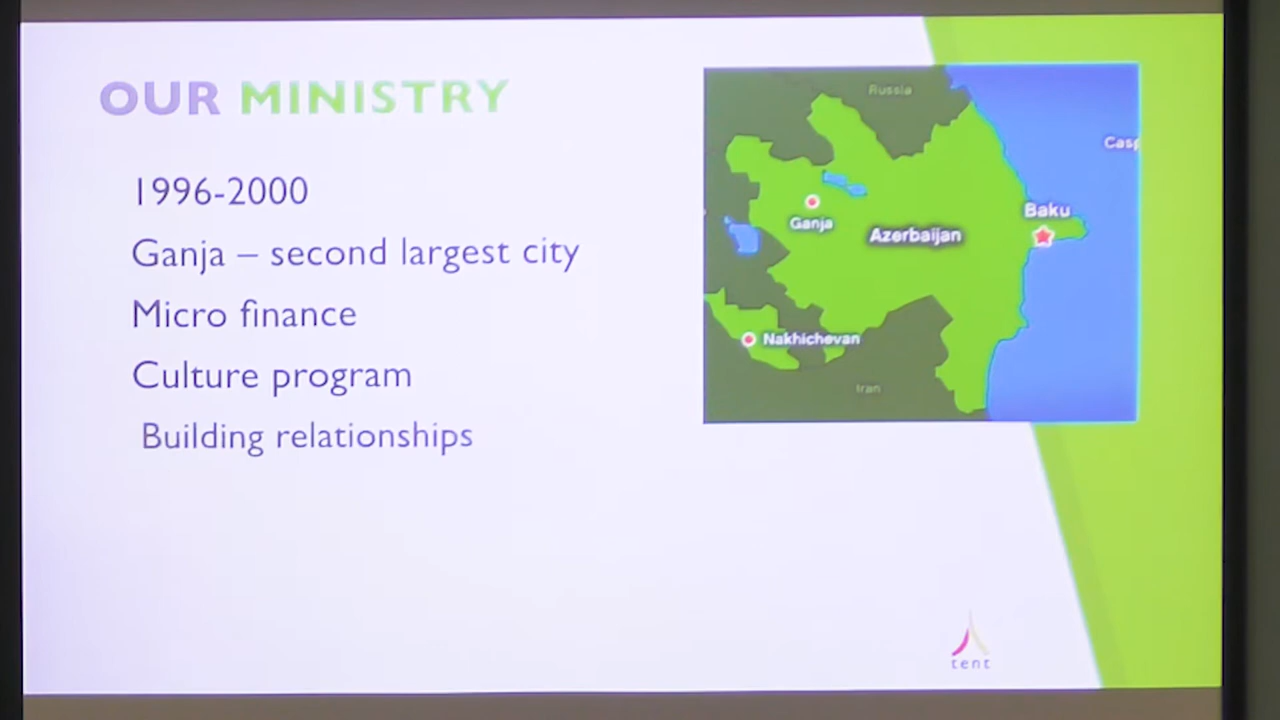 OUR MINISTRY
1996-2000
Ganja – second largest city
Micro finance
Culture program
Building relationships
Russia
Casp
Baku
Ganja
Azerbaijan
Nakhichevan
Iran
tent